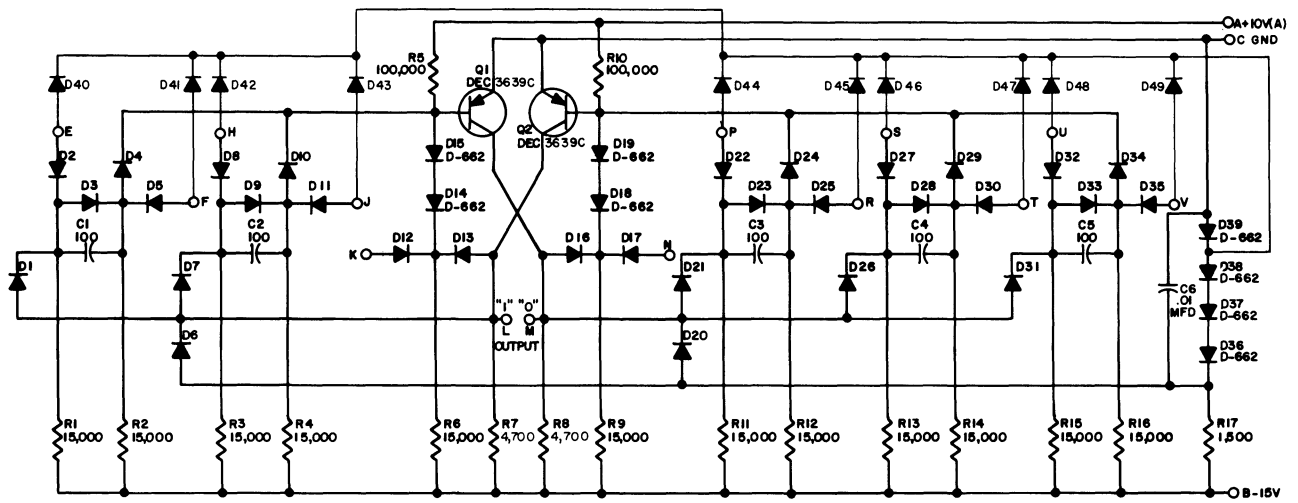 A+10V(A)
C GND
R5
100,000
Q1
DEC 3639C
R10
100,000
D40
D41
D42
D43
D44
D45
D46
D47
D48
D49
Q2
DEC 3639C
E
H
P
S
U
D2
D4
D8
D10
D15
D-662
D19
D-662
D22
D24
D27
D29
D32
D34
D3
D5
F
D9
D11
J
D14
D-662
D18
D-662
D23
D25
R
D28
D30
T
D33
D35
V
C1
100
C2
100
C3
100
C4
100
C5
100
D39
D-662
K
D12
D13
D16
D17
N
D1
D7
D21
D26
D31
D38
D-662
C6
.01
MFD
D37
D-662
"1" "0"
L M
OUTPUT
D6
D20
D36
D-662
R1
15,000
R2
15,000
R3
15,000
R4
15,000
R6
15,000
R7
4,700
R8
4,700
R9
15,000
R11
15,000
R12
15,000
R13
15,000
R14
15,000
R15
15,000
R16
15,000
R17
1,500
B-15V